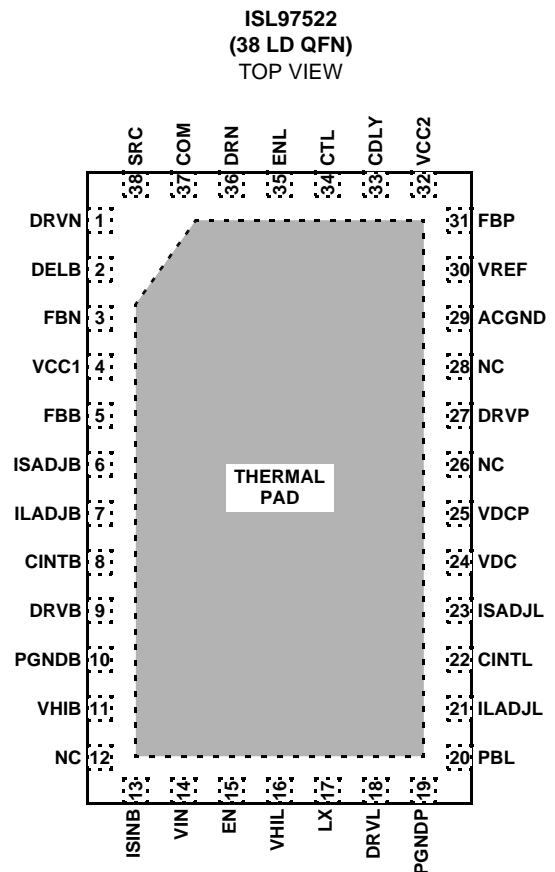 ISL97522
(38 LD QFN)
TOP VIEW
38 SRC
37 COM
36 DRN
35 ENL
34 CTL
33 CDLY
32 VCC2
DRVN 1
DELB 2
FBN 3
VCC1 4
FBB 5
ISADJB 6
ILADJB 7
CINTB 8
DRVB 9
PGNDB 10
VHIB 11
NC 12
THERMAL
PAD
31 FBP
30 VREF
29 ACGND
28 NC
27 DRVP
26 NC
25 VDCP
24 VDC
23 ISADJL
22 CINTL
21 ILADJL
20 PBL
ISINB 13
VIN 14
EN 15
VHIL 16
LX 17
DRVL 18
PGNDP 19